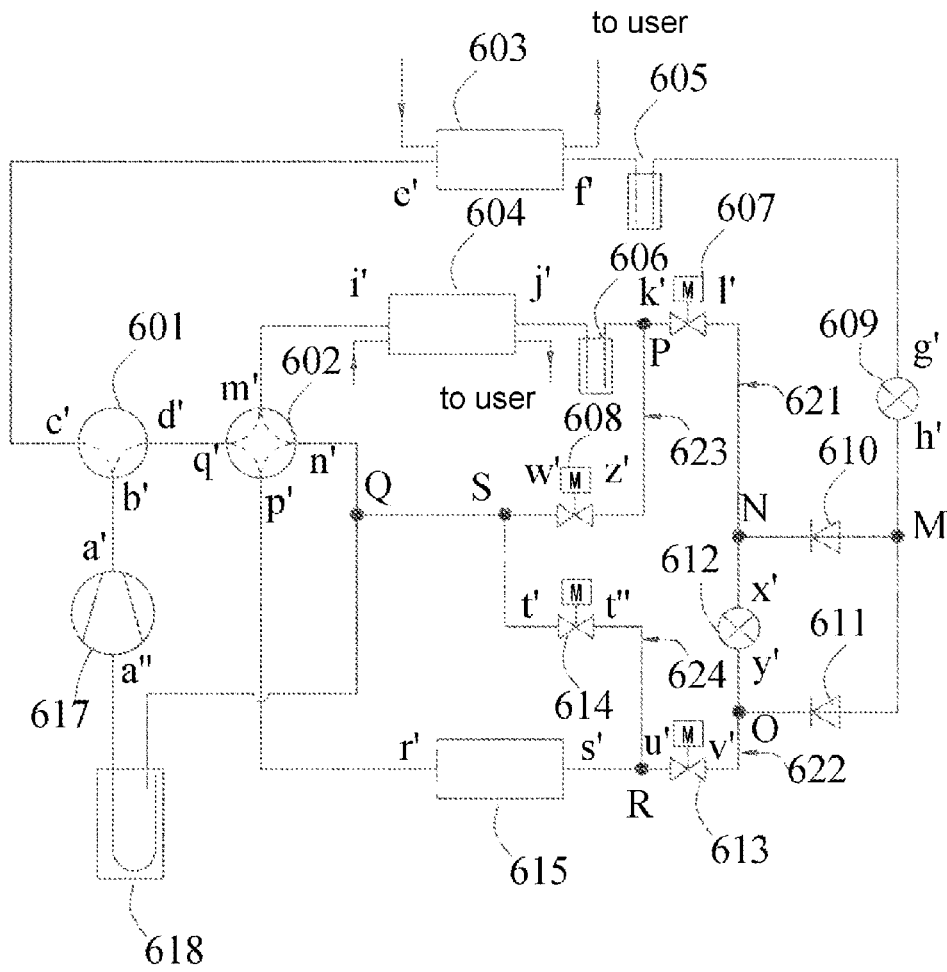 to user
603
605
e' f'
604
607
606
i' j' k' M l'
609
601
P
g'
602
m'
to user
621
c' d' 608
h'
q' n' w' M z' 623
610
b' p' Q S
N M
a' 612
t' M t" x'
611
a" y'
617 624
614 O
r' s' u' M v'
622
R
615 613
618